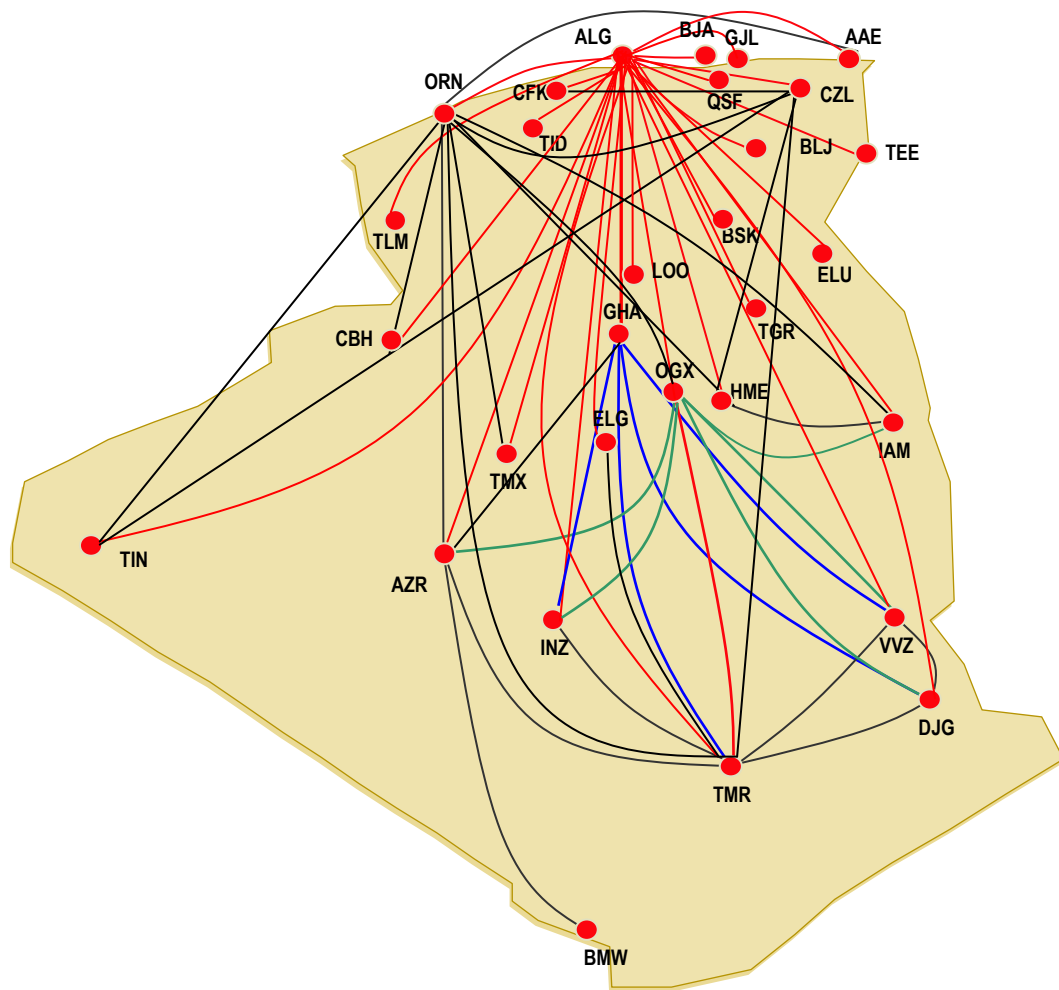 BJA
GJL
AAE
ALG
ORN
CFK
QSF
CZL
TID
BLJ
TEE
TLM
BSK
ELU
LOO
GHA
TGR
CBH
OGX
HME
ELG
IAM
TMX
TIN
AZR
INZ
VVZ
DJG
TMR
BMW